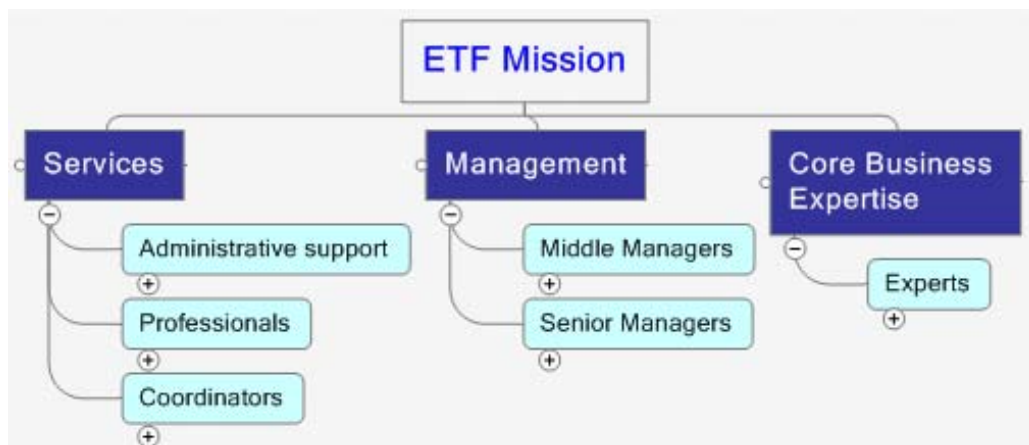 ETF Mission
Services
Management
Core Business
Expertise
Administrative support
Professionals
Coordinators
Middle Managers
Senior Managers
Experts